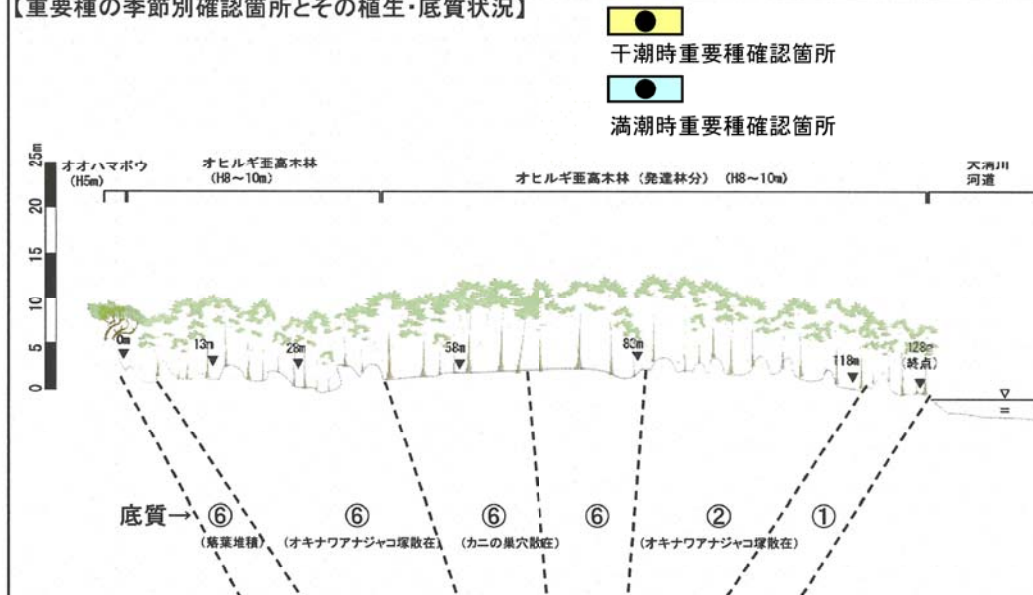 【重要種の季節別確認箇所とその植生・底質状況】
干潮時重要種確認箇所
満潮時重要種確認箇所
25m
20
15
10
5
0
オオハマボウ
(H5m)
オヒルギ亜高木林
(H8～10m)
オヒルギ亜高木林（発達林分）（H8～10m）
河道
0m
13m
28m
58m
83m
118m
128m
(終点)
底質→
⑥
(落葉堆積)
⑥
(オキナワアナジャコ塚散在)
⑥
(カニの巣穴散在)
⑥
②
(オキナワアナジャコ塚散在)
①